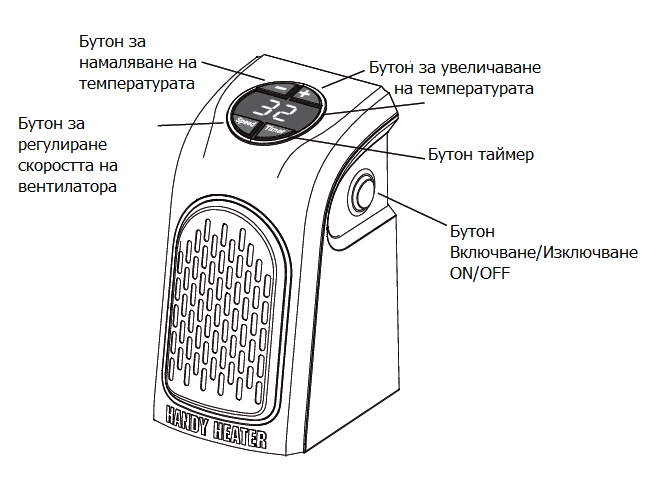 Бутон за
намаляване на
температурата
Бутон за увеличаване
на температурата
Бутон за
регулиране
скоростта на
вентилатора
− +
32
Speed Timer
Бутон таймер
Бутон
Включване/Изключване
ON/OFF
HANDY HEATER